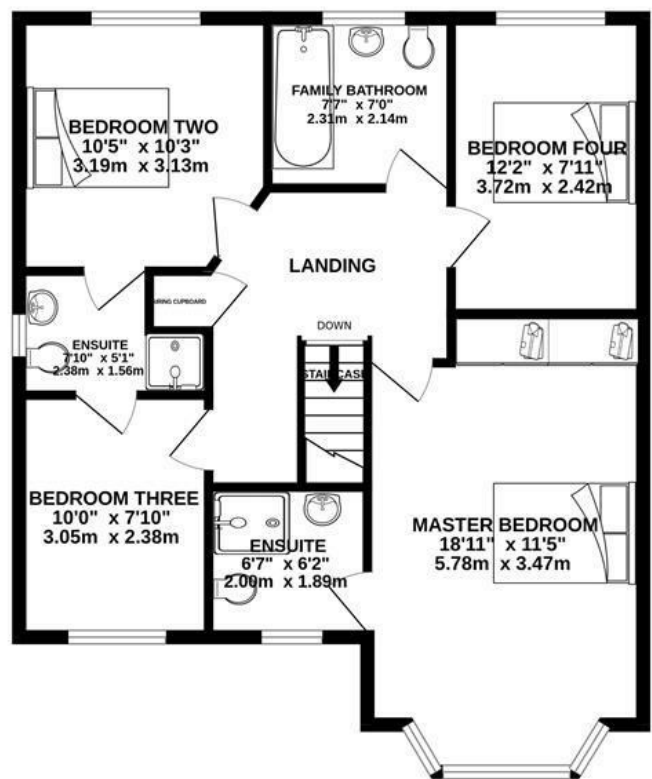 BEDROOM TWO
10'5" x 10'3"
3.19m x 3.13m
FAMILY BATHROOM
7'7" x 7'0"
2.31m x 2.14m
BEDROOM FOUR
12'2" x 7'11"
3.72m x 2.42m
LANDING
CUPBOARD
DOWN
STAIRCASE
ENSUITE
7'10" x 5'1"
2.38m x 1.56m
BEDROOM THREE
10'0" x 7'10"
3.05m x 2.38m
ENSUITE
6'7" x 6'2"
2.00m x 1.89m
MASTER BEDROOM
18'11" x 11'5"
5.78m x 3.47m